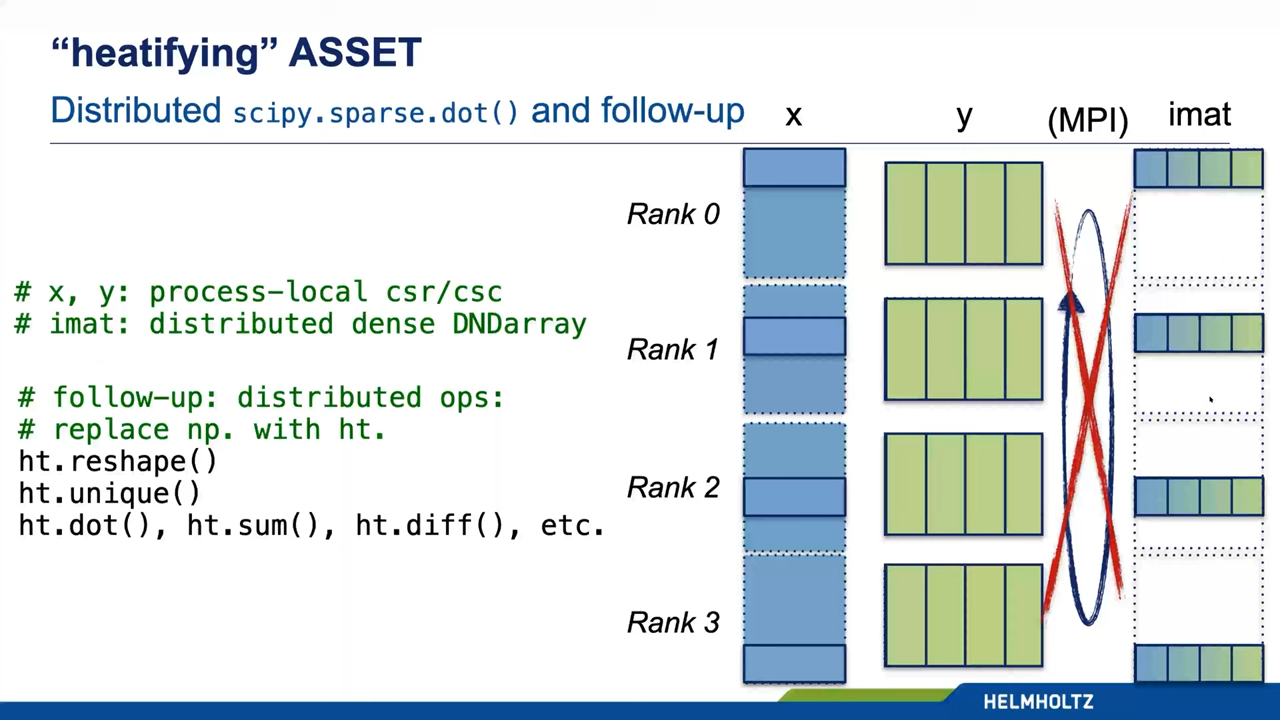 “heatifying” ASSET
Distributed scipy.sparse.dot() and follow-up
x
y
(MPI)
imat
Rank 0
# x, y: process-local csr/csc
# imat: distributed dense DNDarray
Rank 1
# follow-up: distributed ops:
# replace np. with ht.
ht.reshape()
ht.unique()
ht.dot(), ht.sum(), ht.diff(), etc.
Rank 2
Rank 3
HELMHOLTZ